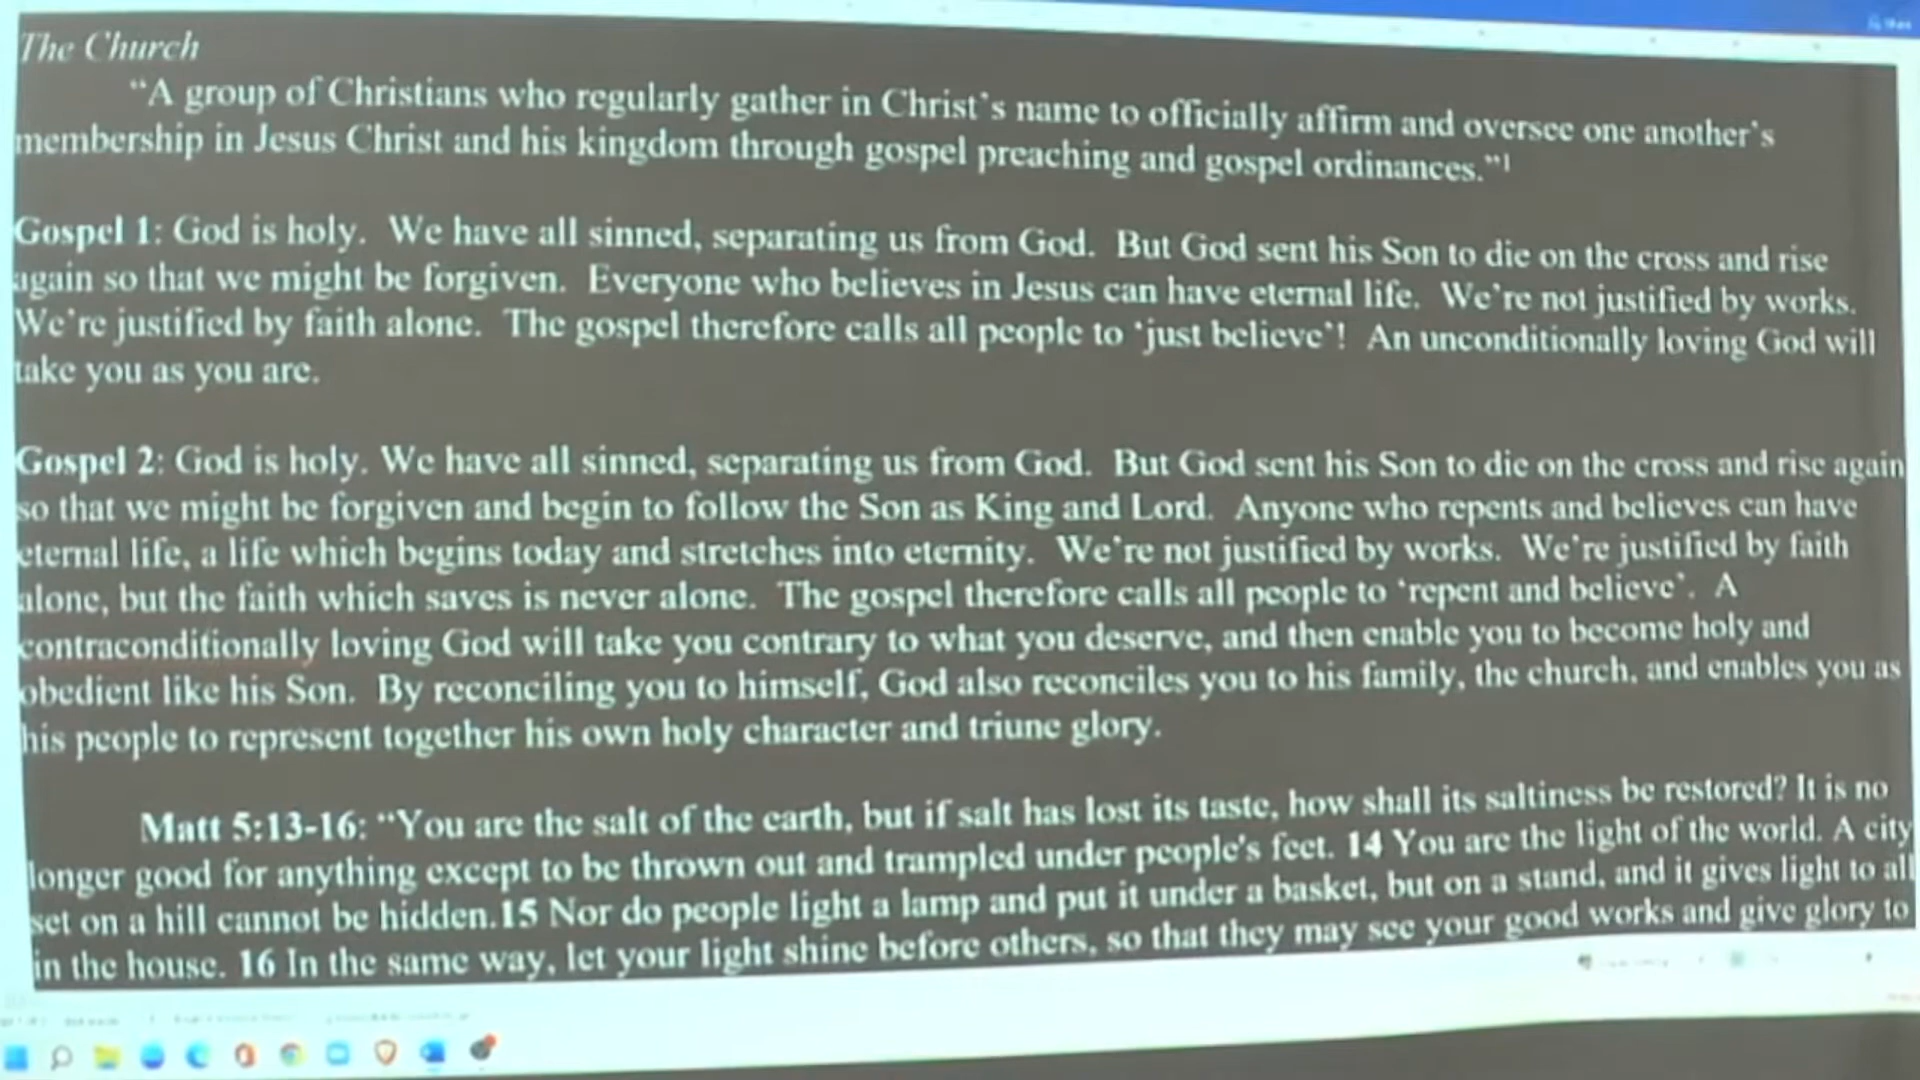 The Church
“A group of Christians who regularly gather in Christ’s name to officially affirm and oversee one another’s
membership in Jesus Christ and his kingdom through gospel preaching and gospel ordinances.”¹
Gospel 1: God is holy. We have all sinned, separating us from God. But God sent his Son to die on the cross and rise
again so that we might be forgiven. Everyone who believes in Jesus can have eternal life. We’re not justified by works.
We’re justified by faith alone. The gospel therefore calls all people to ‘just believe’! An unconditionally loving God will
take you as you are.
Gospel 2: God is holy. We have all sinned, separating us from God. But God sent his Son to die on the cross and rise again
so that we might be forgiven and begin to follow the Son as King and Lord. Anyone who repents and believes can have
eternal life, a life which begins today and stretches into eternity. We’re not justified by works. We’re justified by faith
alone, but the faith which saves is never alone. The gospel therefore calls all people to ‘repent and believe’. A
contraconditionally loving God will take you contrary to what you deserve, and then enable you to become holy and
obedient like his Son. By reconciling you to himself, God also reconciles you to his family, the church, and enables you as
his people to represent together his own holy character and triune glory.
Matt 5:13-16: “You are the salt of the earth, but if salt has lost its taste, how shall its saltiness be restored? It is no
longer good for anything except to be thrown out and trampled under people's feet. 14 You are the light of the world. A city
set on a hill cannot be hidden.15 Nor do people light a lamp and put it under a basket, but on a stand, and it gives light to all
in the house. 16 In the same way, let your light shine before others, so that they may see your good works and give glory to